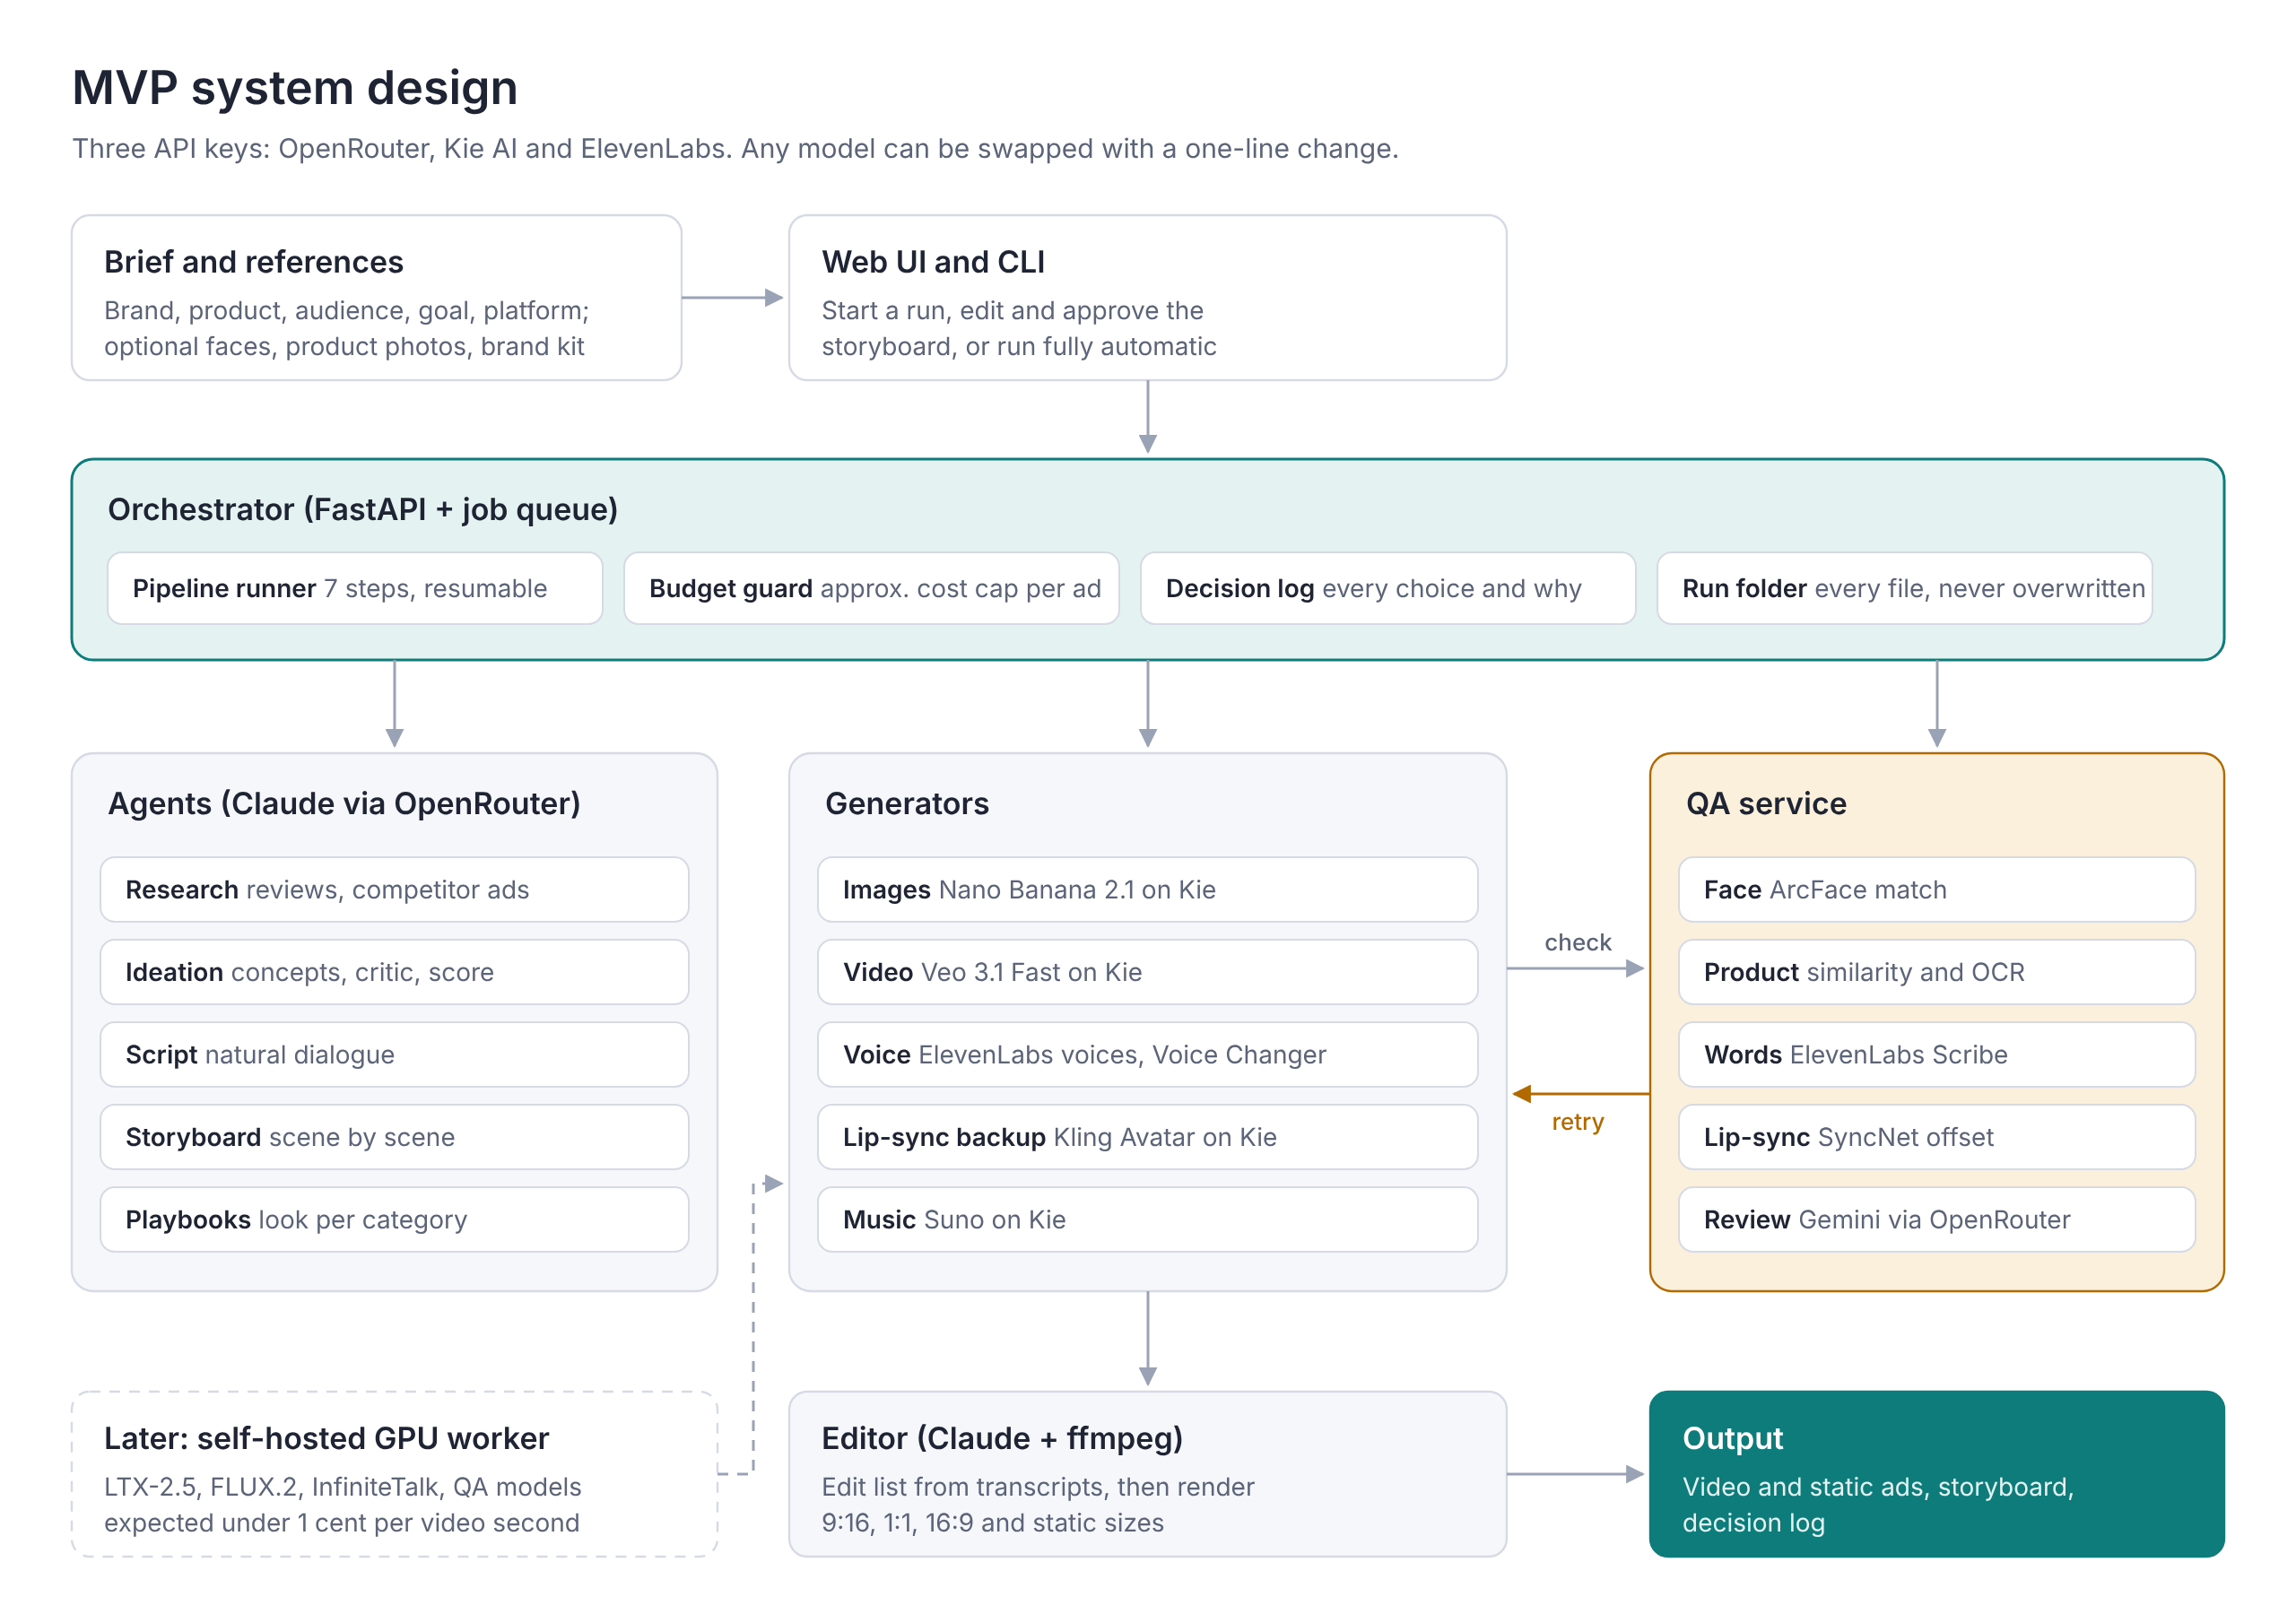 MVP system design
Three API keys: OpenRouter, Kie AI and ElevenLabs. Any model can be swapped with a one-line change.
Brief and references
Brand, product, audience, goal, platform;
optional faces, product photos, brand kit
Web UI and CLI
Start a run, edit and approve the
storyboard, or run fully automatic
Orchestrator (FastAPI + job queue)
Pipeline runner 7 steps, resumable
Budget guard approx. cost cap per ad
Decision log every choice and why
Run folder every file, never overwritten
Agents (Claude via OpenRouter)
Research reviews, competitor ads
Ideation concepts, critic, score
Script natural dialogue
Storyboard scene by scene
Playbooks look per category
Generators
Images Nano Banana 2.1 on Kie
Video Veo 3.1 Fast on Kie
Voice ElevenLabs voices, Voice Changer
Lip-sync backup Kling Avatar on Kie
Music Suno on Kie
check
retry
QA service
Face ArcFace match
Product similarity and OCR
Words ElevenLabs Scribe
Lip-sync SyncNet offset
Review Gemini via OpenRouter
Later: self-hosted GPU worker
LTX-2.5, FLUX.2, InfiniteTalk, QA models
expected under 1 cent per video second
Editor (Claude + ffmpeg)
Edit list from transcripts, then render
9:16, 1:1, 16:9 and static sizes
Output
Video and static ads, storyboard,
decision log